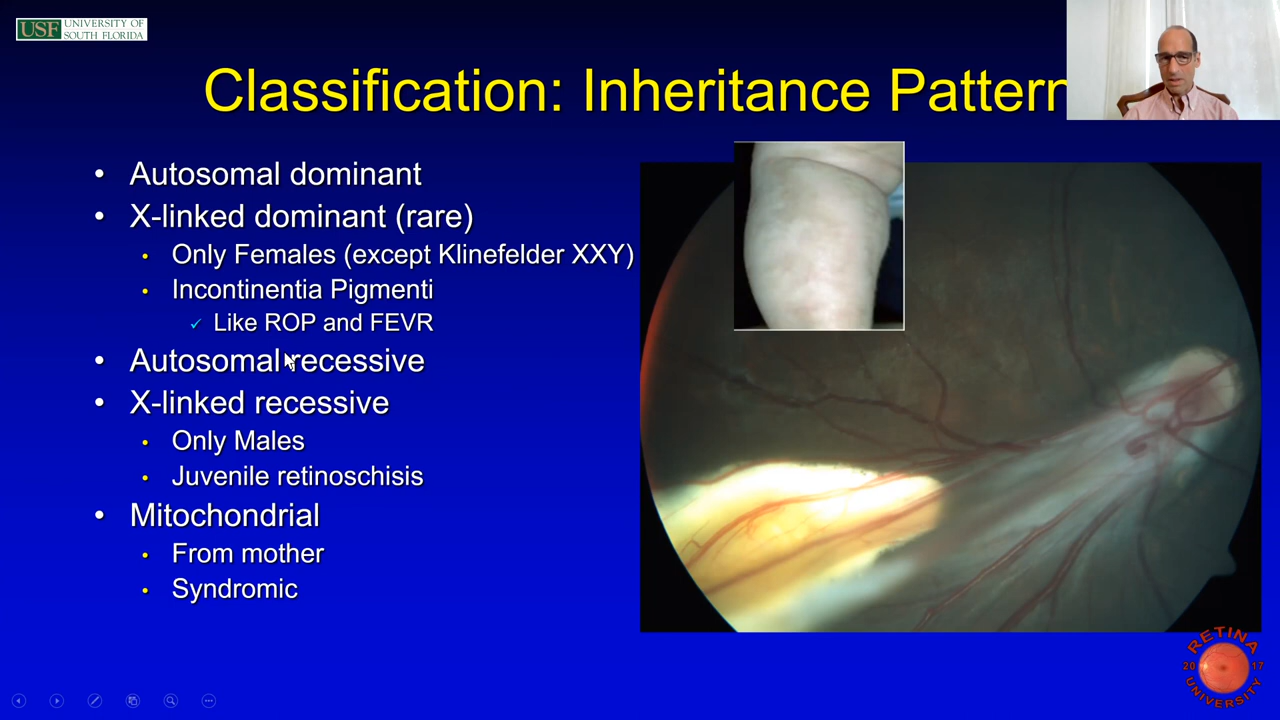 USF UNIVERSITY OF
SOUTH FLORIDA
Classification: Inheritance Pattern
• Autosomal dominant
• X-linked dominant (rare)
• Only Females (except Klinefelder XXY)
• Incontinentia Pigmenti
✓ Like ROP and FEVR
• Autosomal recessive
• X-linked recessive
• Only Males
• Juvenile retinoschisis
• Mitochondrial
• From mother
• Syndromic
RETINA
20 17
UNIVERSITY